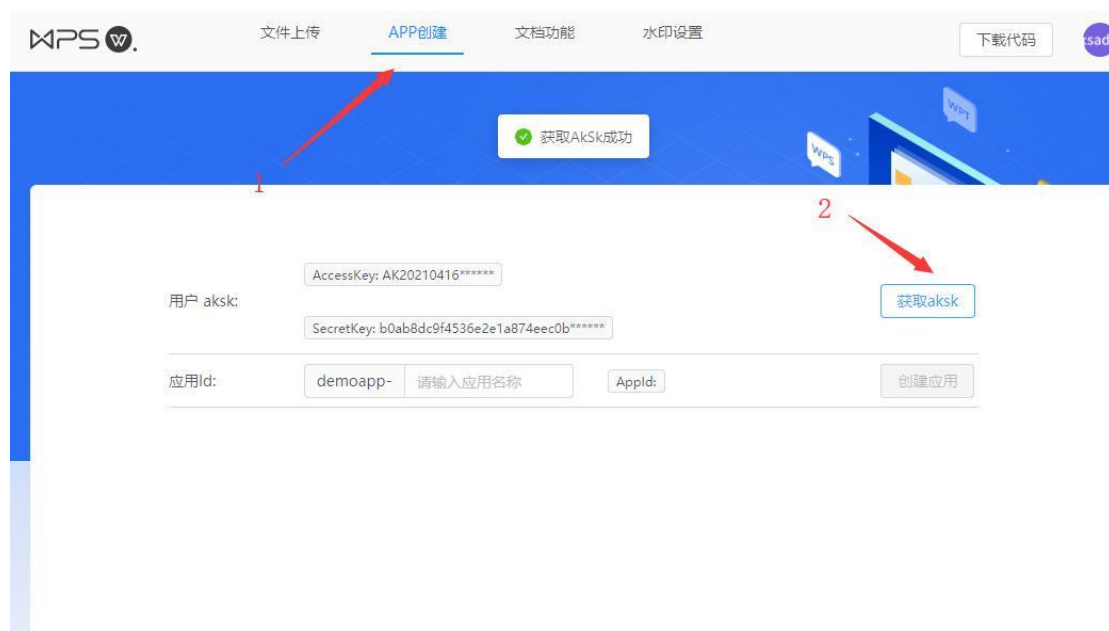 WPS W.
文件上传
APP创建
文档功能
水印设置
下载代码
csad
WPT
获取AkSk成功
WPS
1
2
AccessKey: AK20210416******
用户 aksk:
获取aksk
SecretKey: b0ab8dc9f4536e2e1a874eec0b******
应用Id:
demoapp-
请输入应用名称
AppId:
创建应用